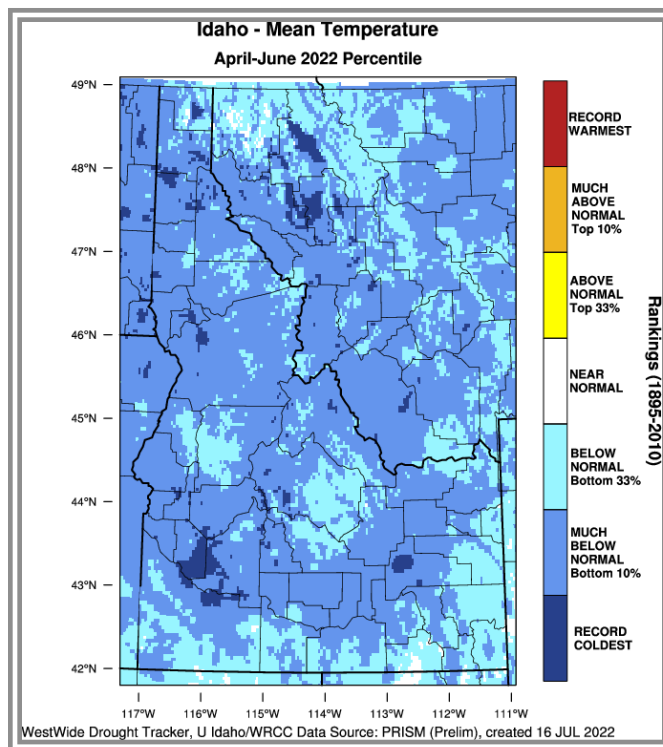 Idaho - Mean Temperature
April-June 2022 Percentile
49°N
48°N
47°N
46°N
45°N
44°N
43°N
42°N
117°W
116°W
115°W
114°W
113°W
112°W
111°W
RECORD
WARMEST
MUCH
ABOVE
NORMAL
Top 10%
ABOVE
NORMAL
Top 33%
NEAR
NORMAL
BELOW
NORMAL
Bottom 33%
MUCH
BELOW
NORMAL
Bottom 10%
RECORD
COLDEST
Rankings (1895-2010)
WestWide Drought Tracker, U Idaho/WRCC Data Source: PRISM (Prelim), created 16 JUL 2022